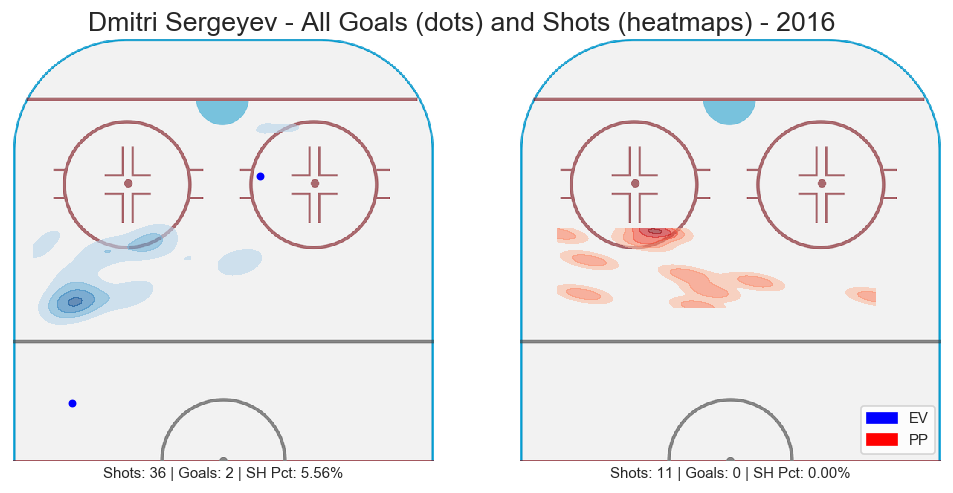 Dmitri Sergeyev - All Goals (dots) and Shots (heatmaps) - 2016
EV
PP
Shots: 36 | Goals: 2 | SH Pct: 5.56%
Shots: 11 | Goals: 0 | SH Pct: 0.00%